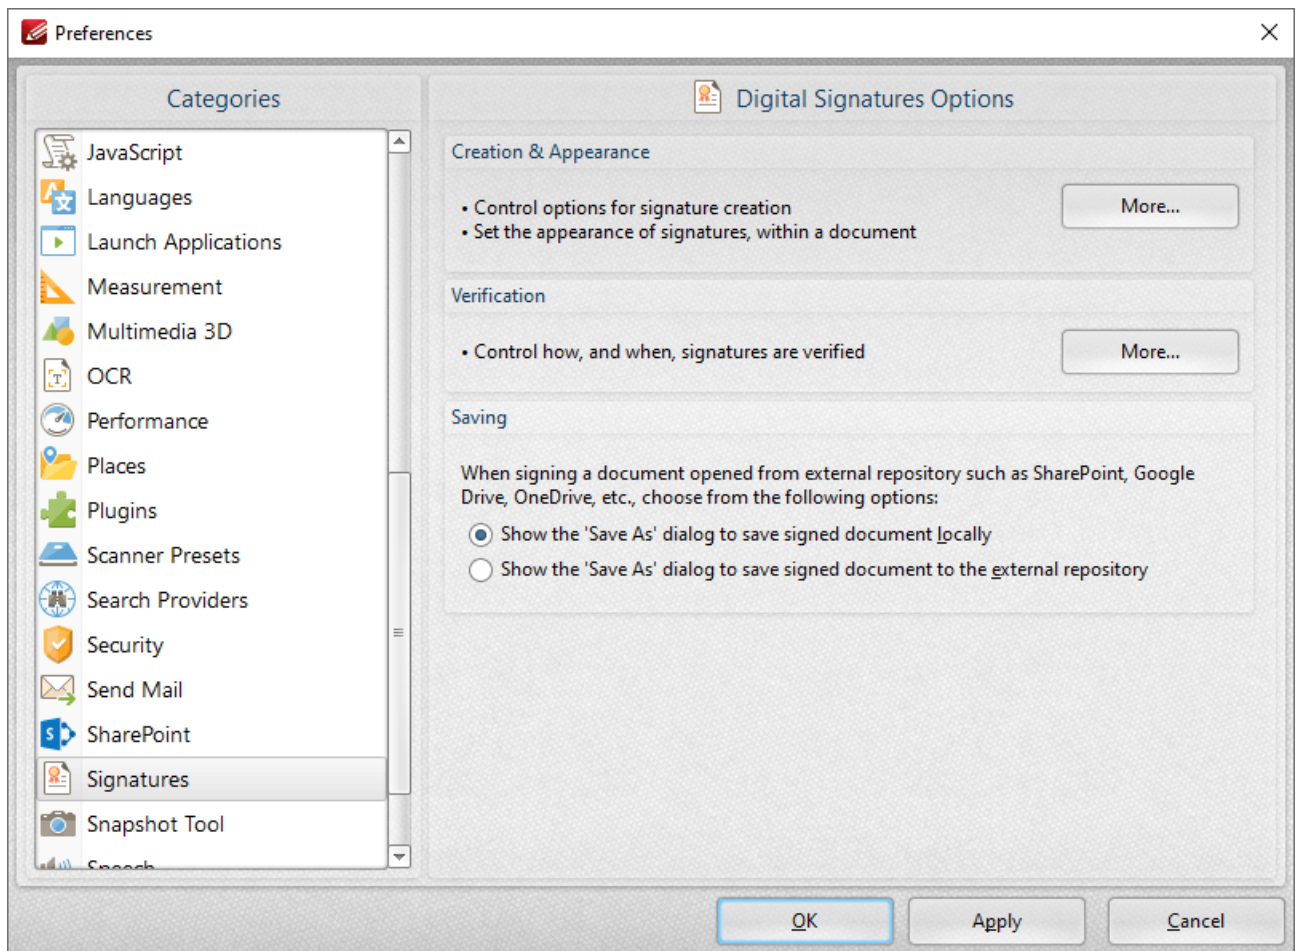 Preferences
Categories
JavaScript
Languages
Launch Applications
Measurement
Multimedia 3D
OCR
Performance
Places
Plugins
Scanner Presets
Search Providers
Security
Send Mail
SharePoint
Signatures
Snapshot Tool
Speech
Digital Signatures Options
Creation & Appearance
• Control options for signature creation
• Set the appearance of signatures, within a document
More...
Verification
• Control how, and when, signatures are verified
More...
Saving
When signing a document opened from external repository such as SharePoint, Google
Drive, OneDrive, etc., choose from the following options:
Show the 'Save As' dialog to save signed document locally
Show the 'Save As' dialog to save signed document to the external repository
OK
Apply
Cancel